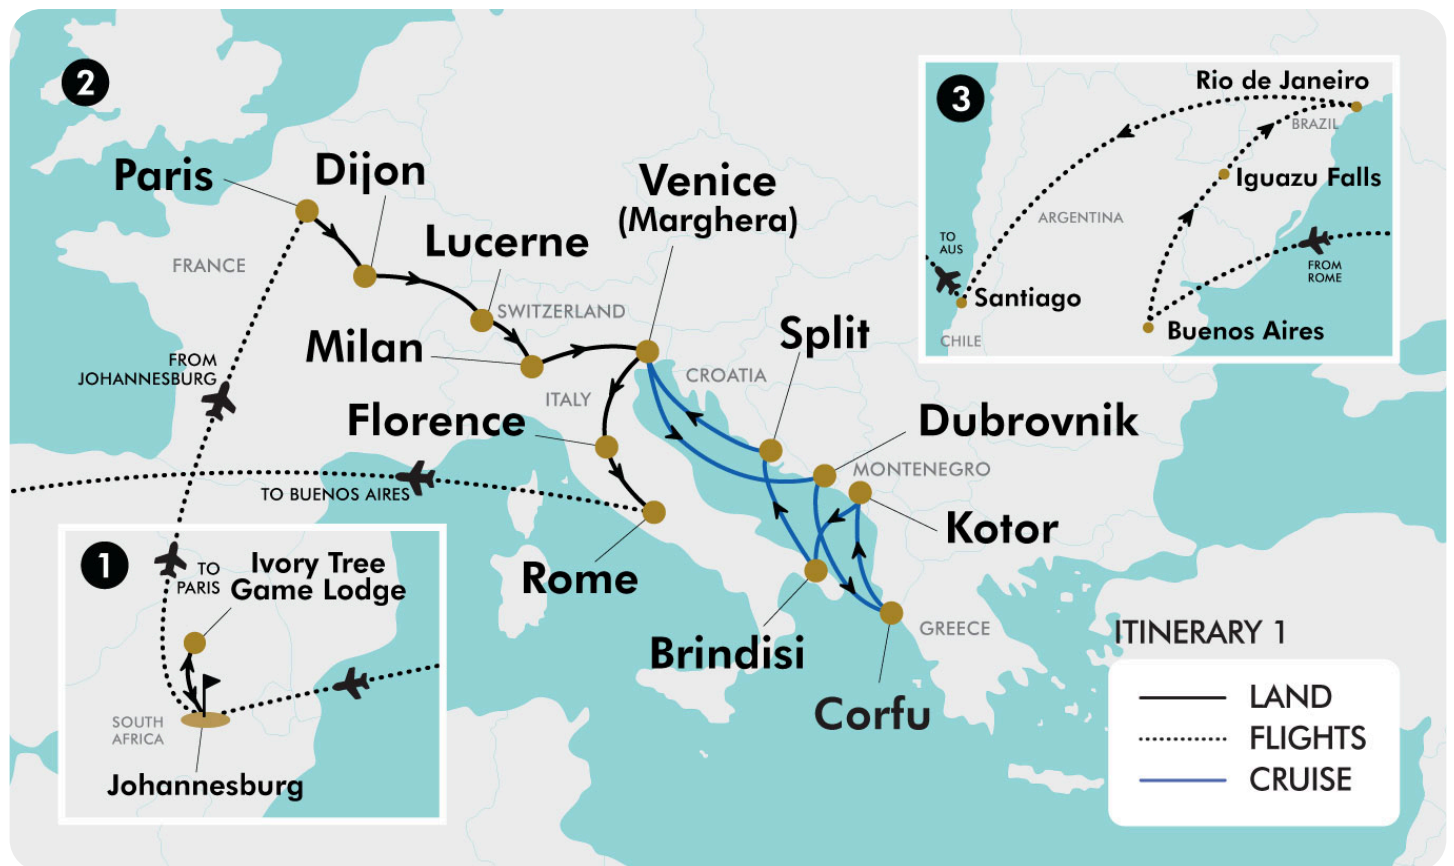 2
Paris
Dijon
Lucerne
Venice
(Marghera)
FRANCE
SWITZERLAND
Milan
Split
FROM
JOHANNESBURG
CROATIA
ITALY
Florence
Dubrovnik
MONTENEGRO
TO BUENOS AIRES
Kotor
Rome
Brindisi
GREECE
Corfu
1
Ivory Tree
Game Lodge
TO
PARIS
SOUTH
AFRICA
Johannesburg
3
Rio de Janeiro
BRAZIL
Iguazu Falls
ARGENTINA
TO
AUS
FROM
ROME
Santiago
Buenos Aires
CHILE
ITINERARY 1
LAND
FLIGHTS
CRUISE